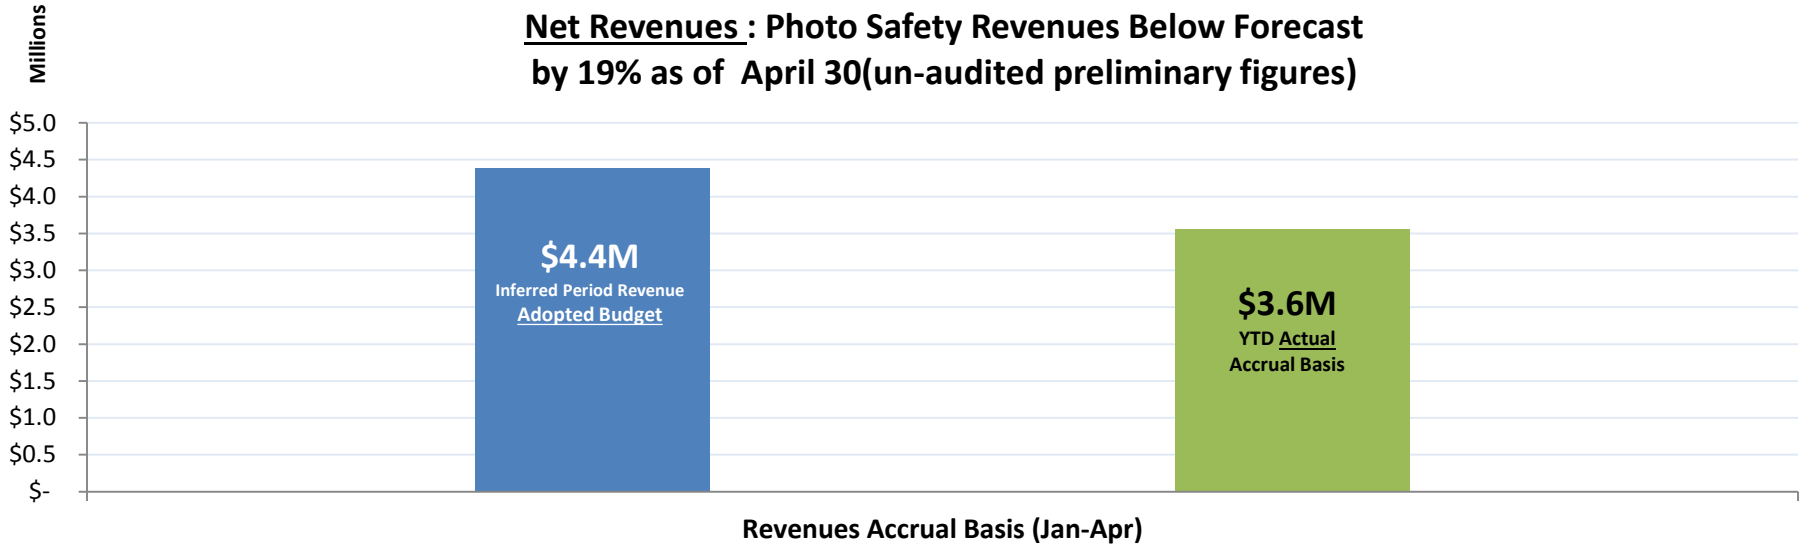 Millions
Net Revenues : Photo Safety Revenues Below Forecast
by 19% as of  April 30(un-audited preliminary figures)
$5.0
$4.5
$4.0
$3.5
$3.0
$2.5
$2.0
$1.5
$1.0
$0.5
$-
$4.4M
Inferred Period Revenue
Adopted Budget
$3.6M
YTD Actual
Accrual Basis
Revenues Accrual Basis (Jan-Apr)